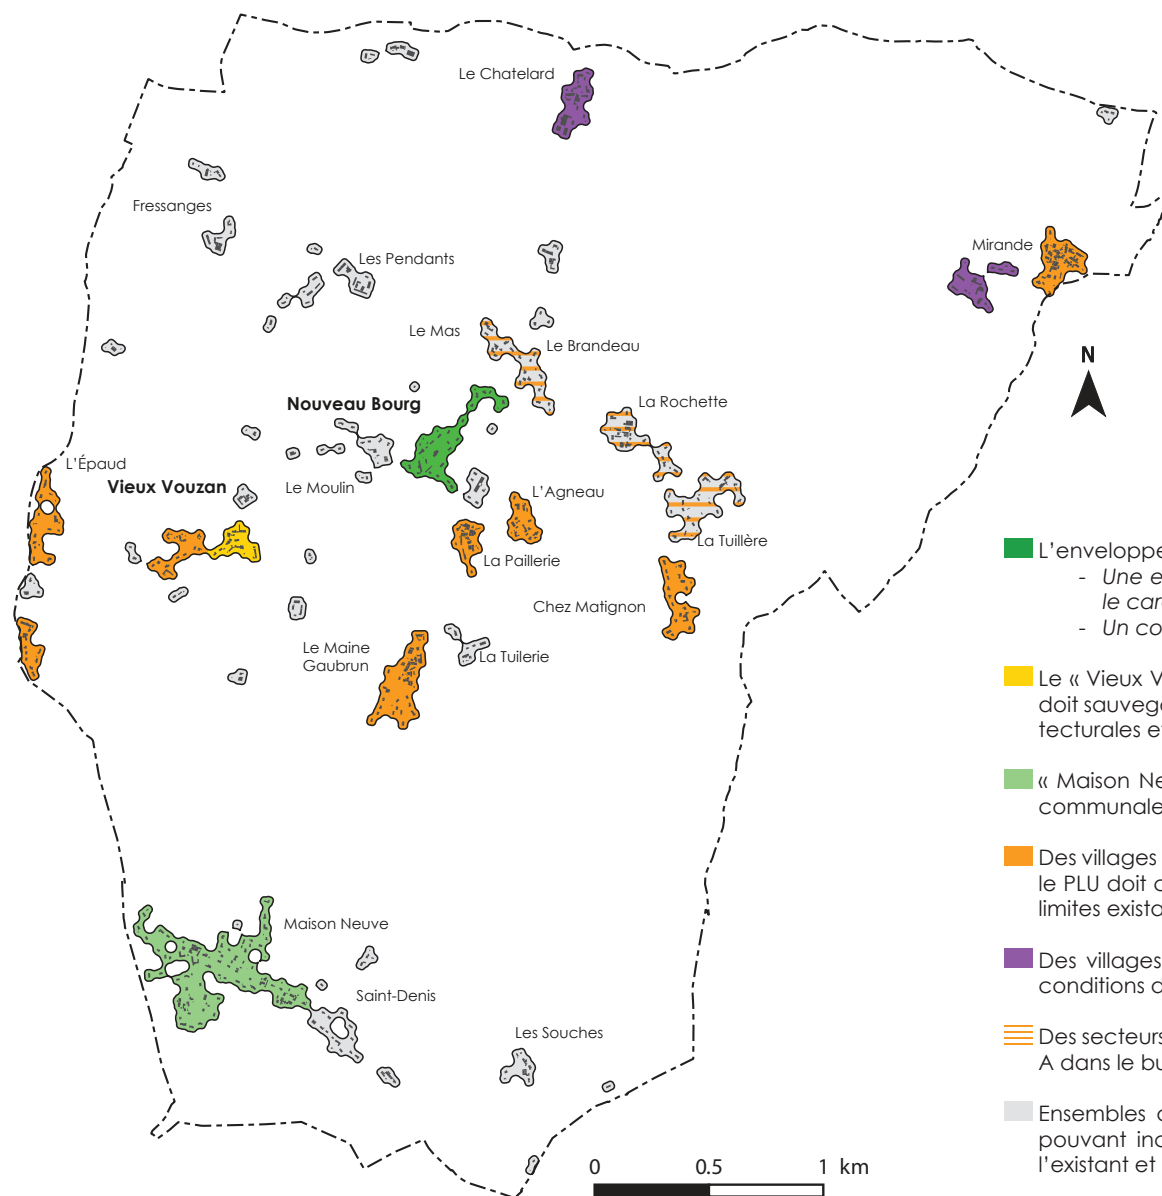 Le Chatelard
Fressanges
Mirande
Les Pendants
Le Mas
Le Brandeau
N
Nouveau Bourg
La Rochette
L'Épaud
Vieux Vouzan
Le Moulin
L'Agneau
La Tuillère
La Paillerie
Chez Matignon
Le Maine
Gaubrun
La Tuilerie
L'enveloppe
- Une e
le car
- Un co
Le « Vieux V
doit sauveg
tecturales e
« Maison Ne
communale
Des villages
le PLU doit
limites exista
Des villages
conditions d
Des secteurs
A dans le bu
Ensembles
pouvant inc
l'existant et
Maison Neuve
Saint-Denis
Les Souches
0 0.5 1 km